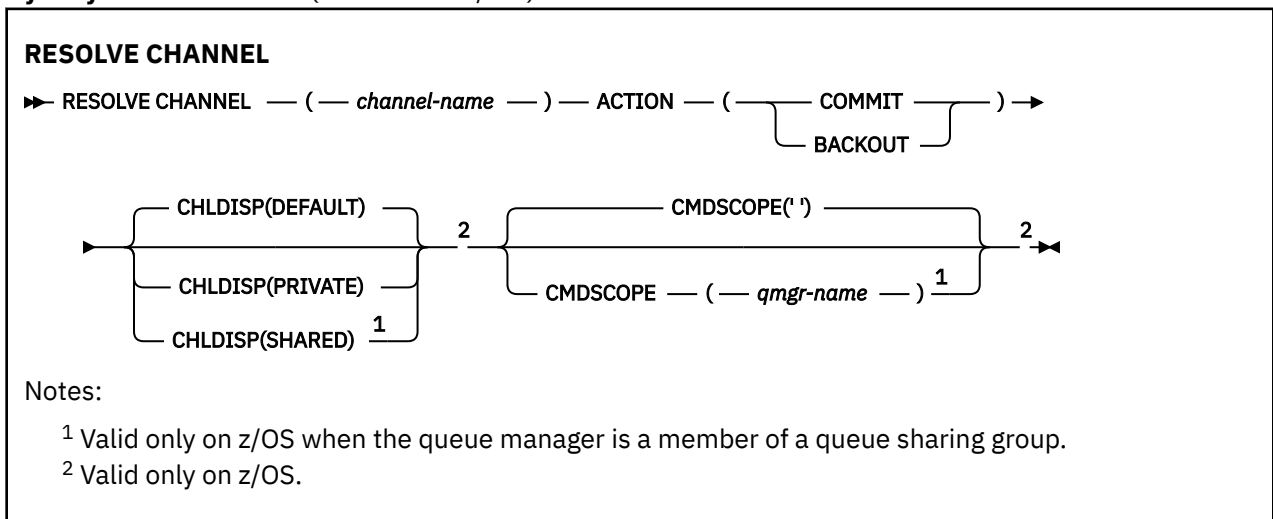 RESOLVE CHANNEL
RESOLVE CHANNEL ( channel-name ) ACTION ( COMMIT )
BACKOUT
CHLDISP(DEFAULT) CMDSCOPE(' ')
2 2
CHLDISP(PRIVATE) CMDSCOPE ( qmgr-name ) 1
CHLDISP(SHARED) 1
Notes:
1 Valid only on z/OS when the queue manager is a member of a queue sharing group.
2 Valid only on z/OS.